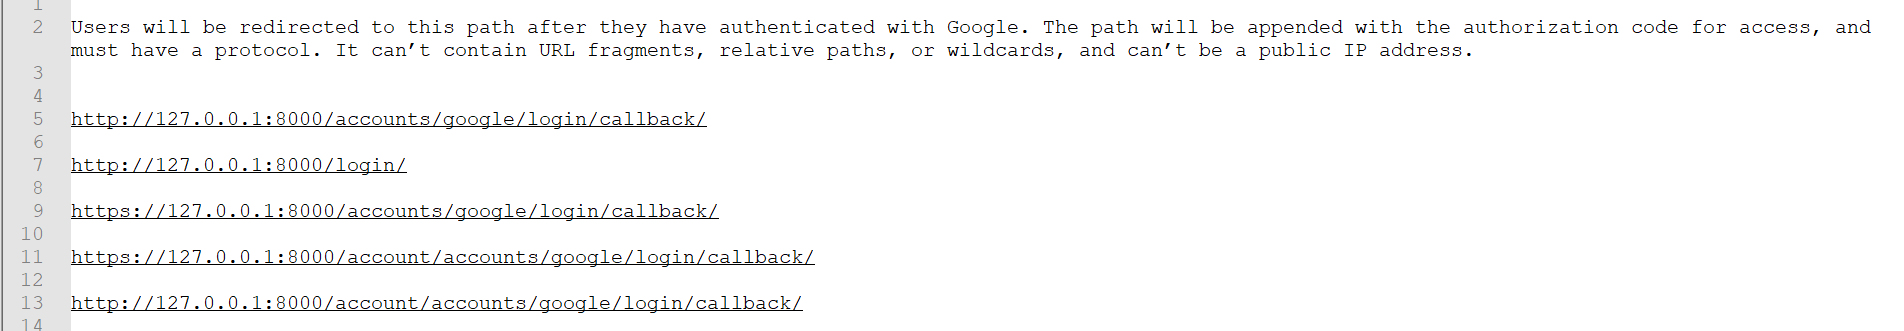 1
2 Users will be redirected to this path after they have authenticated with Google. The path will be appended with the authorization code for access, and
must have a protocol. It can’t contain URL fragments, relative paths, or wildcards, and can’t be a public IP address.
3
4
5 http://127.0.0.1:8000/accounts/google/login/callback/
6
7 http://127.0.0.1:8000/login/
8
9 https://127.0.0.1:8000/accounts/google/login/callback/
10
11 https://127.0.0.1:8000/account/accounts/google/login/callback/
12
13 http://127.0.0.1:8000/account/accounts/google/login/callback/
14